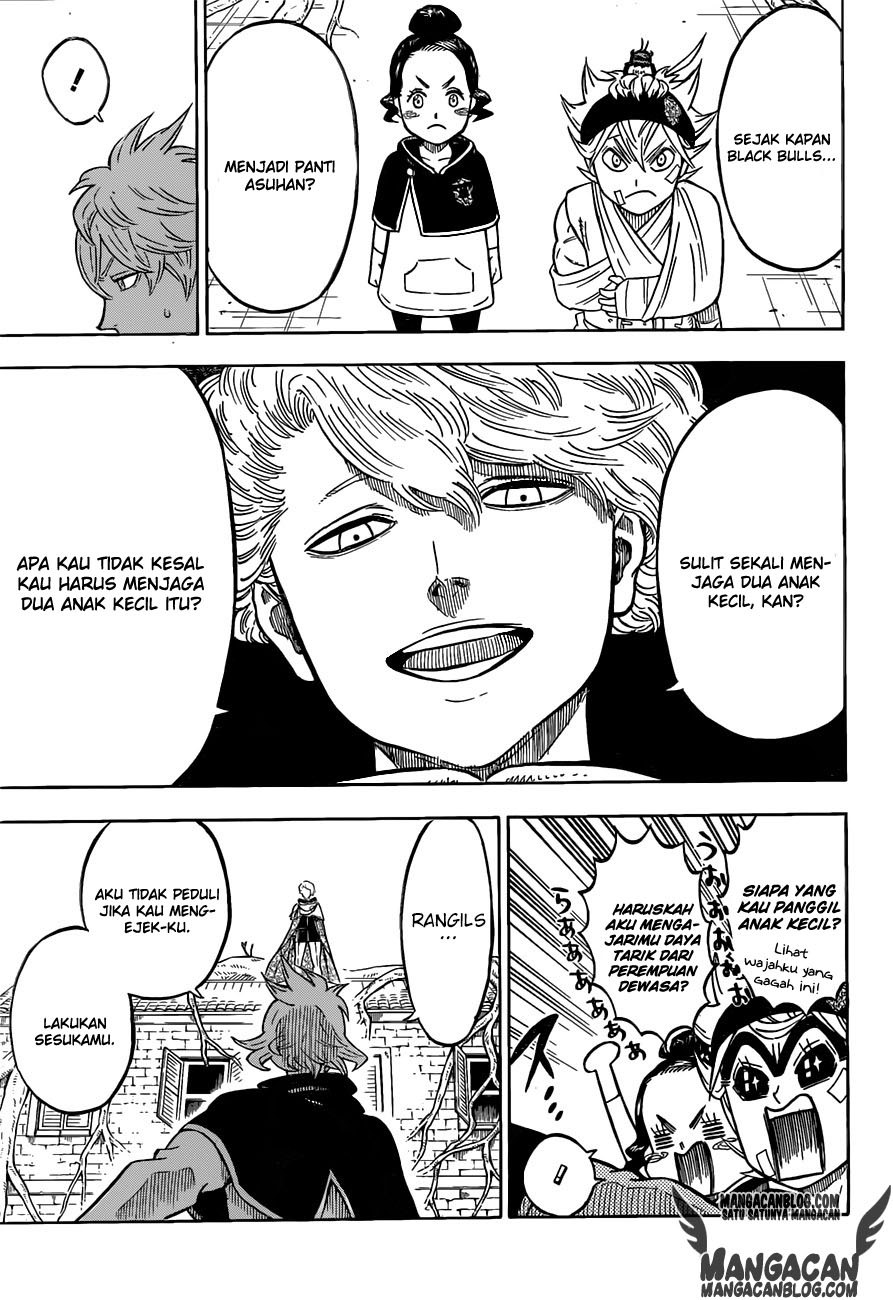 SEJAK KAPAN
BLACK BULLS...
MENJADI PANTI
ASUHAN?
!
SULIT SEKALI MEN-
JAGA DUA ANAK
KECIL, KAN?
APA KAU TIDAK KESAL
KAU HARUS MENJAGA
DUA ANAK KECIL ITU?
SIAPA YANG
KAU PANGGIL
ANAK KECIL?
Lihat
wajahku yang
gagah ini!
HARUSKAH
AKU MENGA-
JARIMU DAYA
TARIK DARI
PEREMPUAN
DEWASA?
!
RANGILS
...
AKU TIDAK PEDULI
JIKA KAU MENG-
EJEK-KU.
LAKUKAN
SESUKAMU.
MANGACANBLOG.COM
SATU SATUNYA MANGACAN
MANGACAN
MANGACANBLOG.COM